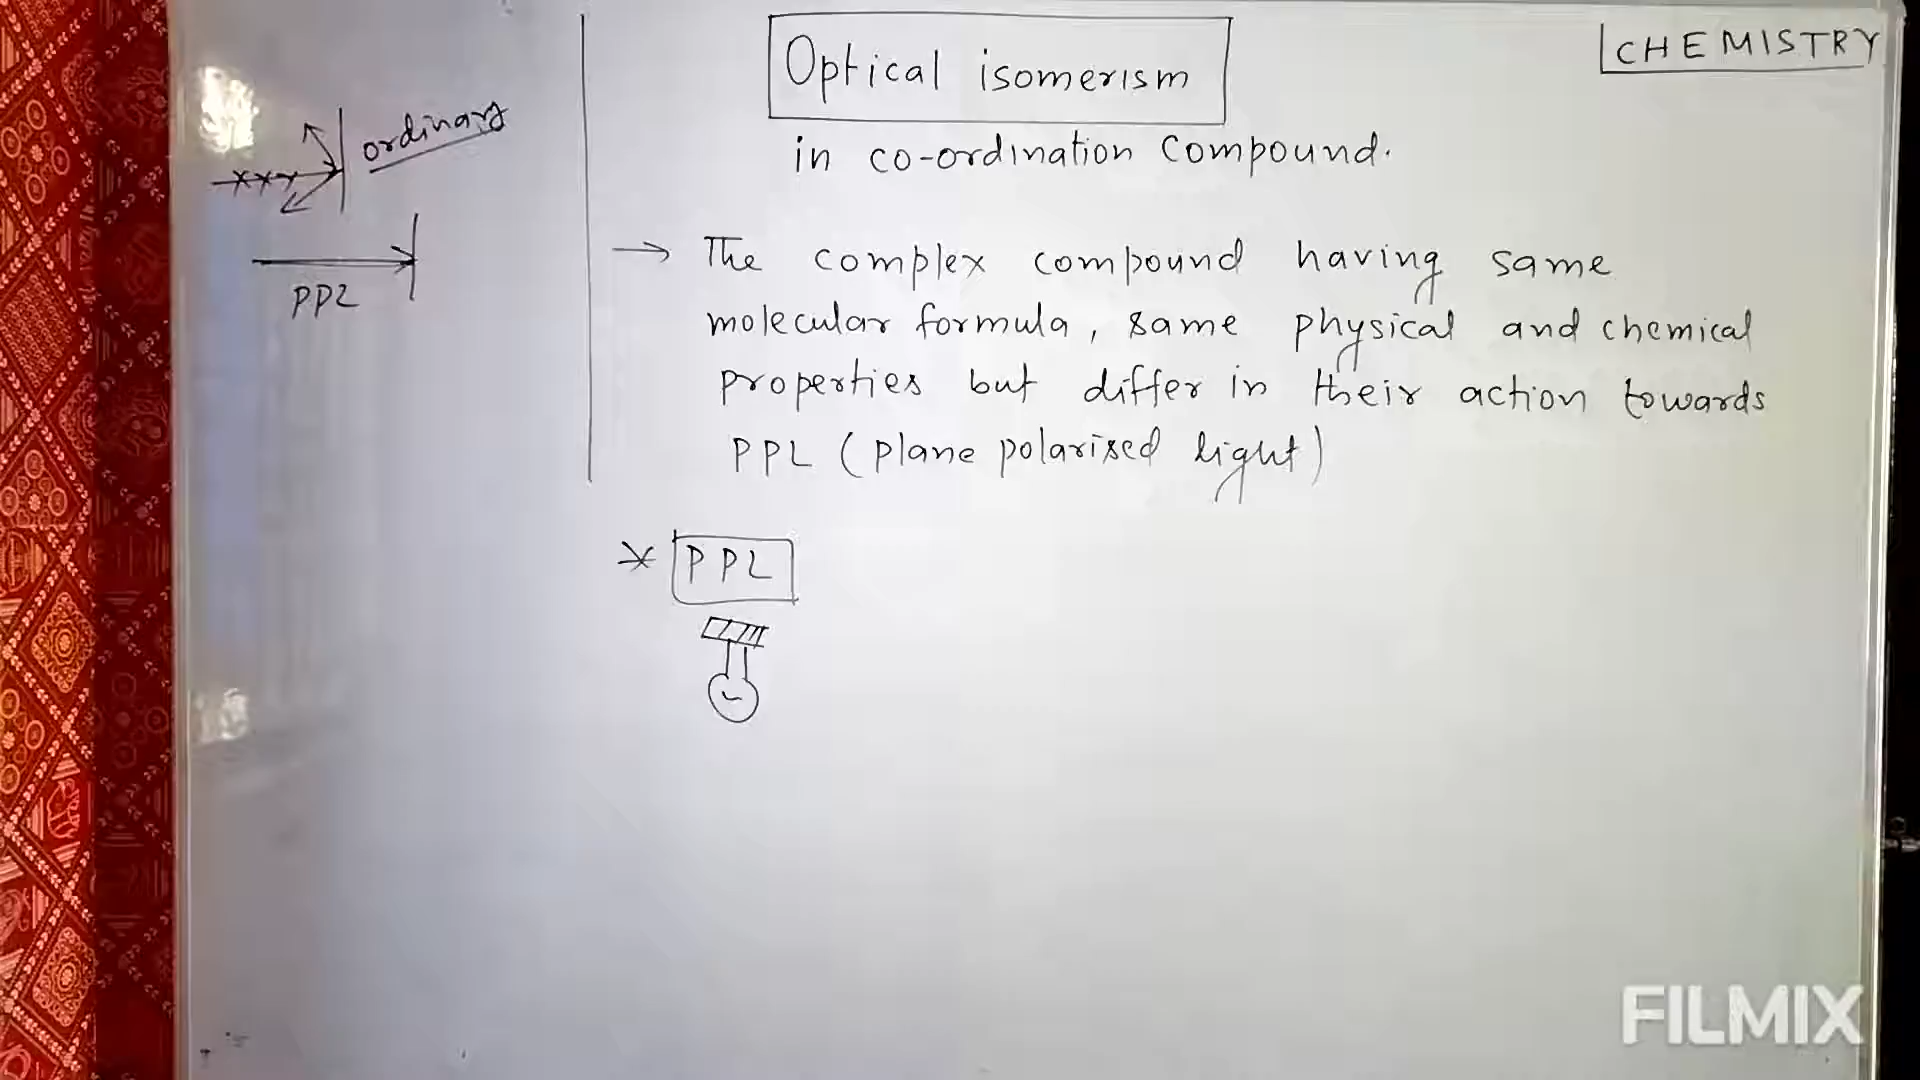 CHEMISTRY
Optical isomerism
in co-ordination compound.
ordinary
PPL
→ The complex compound having same
molecular formula, same physical and chemical
properties but differ in their action towards
PPL (plane polarised light)
* PPL
FILMIX